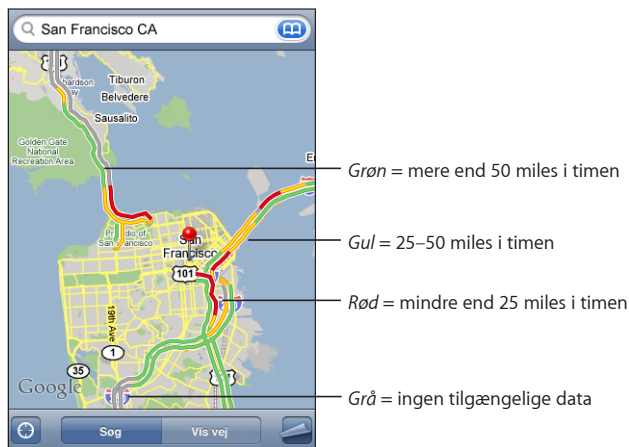 San Francisco CA
Tiburon
Belvedere
Sausalito
Golden Gate
National
Recreation Area
Grøn = mere end 50 miles i timen
Gul = 25–50 miles i timen
San
Francisco
101
Rød = mindre end 25 miles i timen
19th Ave
1
35
Google
Grå = ingen tilgængelige data
Søg
Vis vej